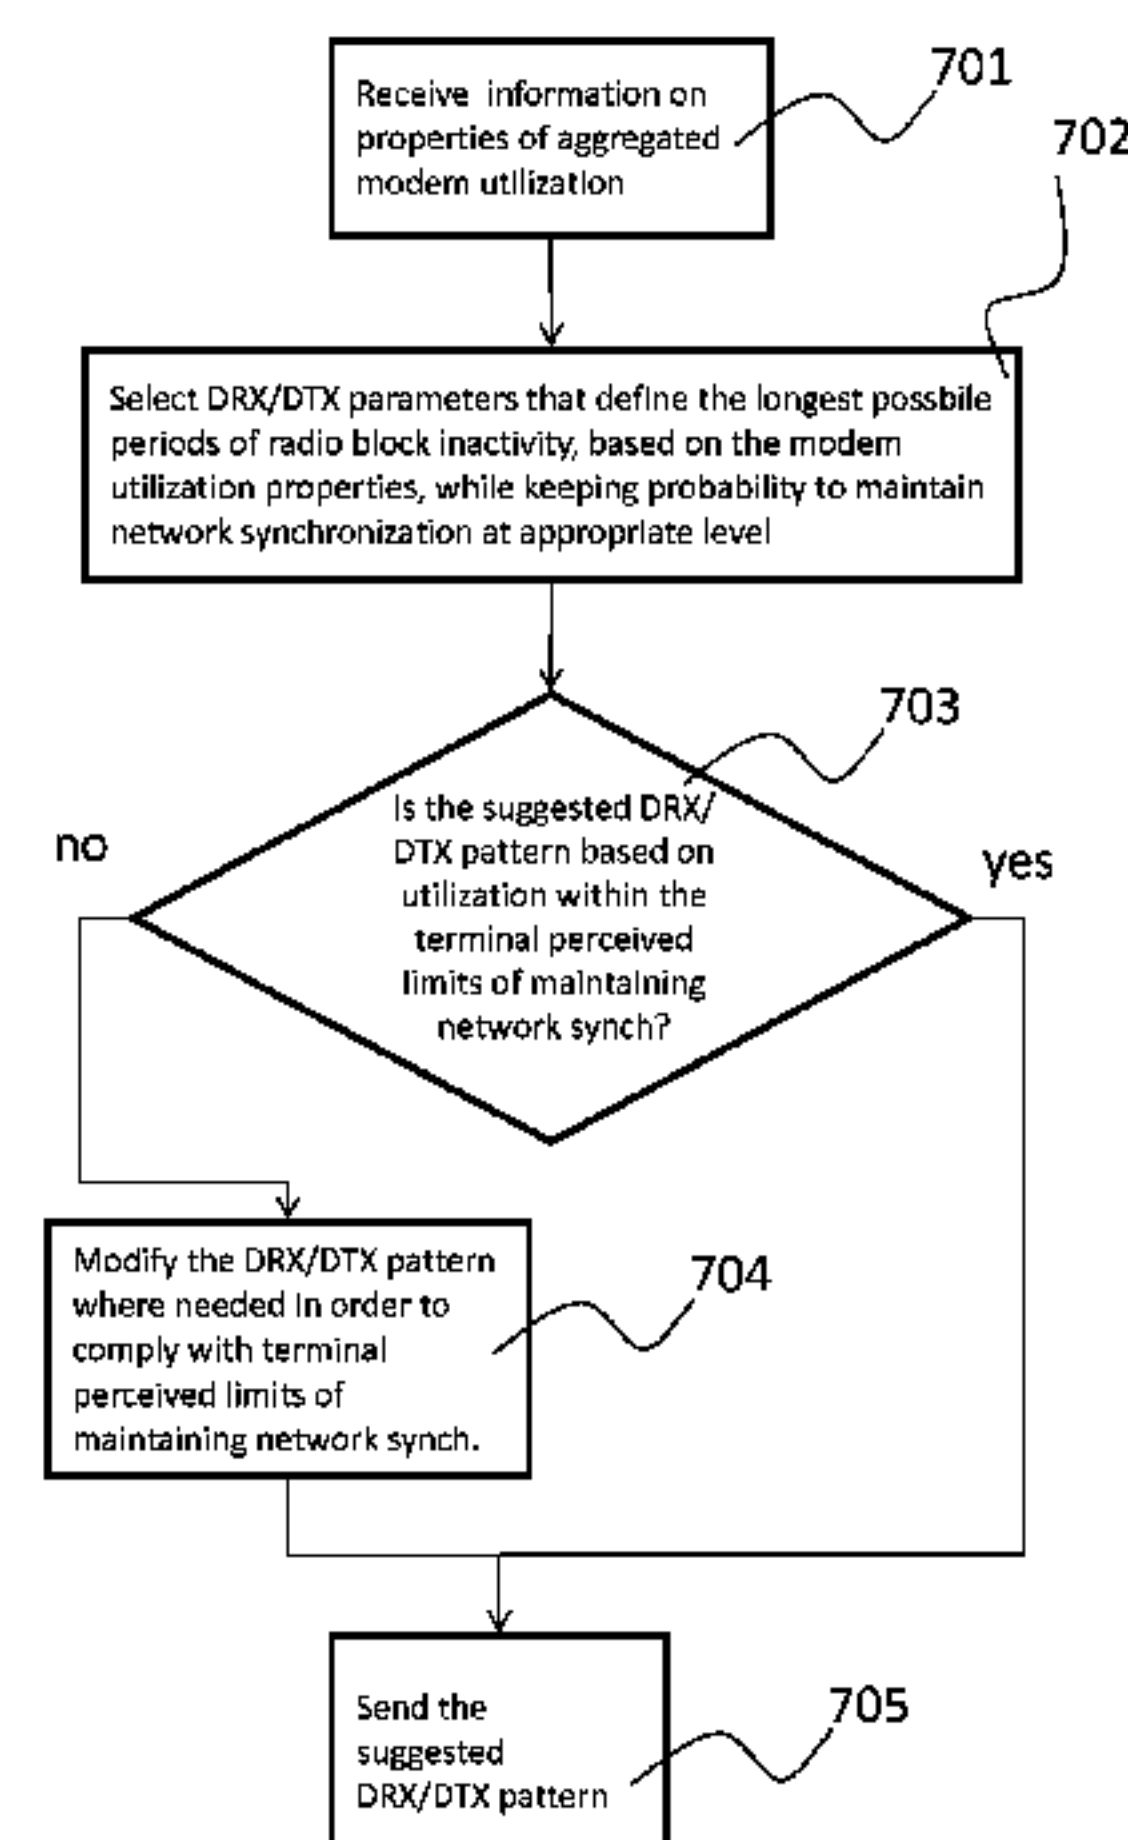 701
Receive information on
properties of aggregated
modem utilization
702
Select DRX/DTX parameters that define the longest possbile
periods of radio block inactivity, based on the modem
utilization properties, while keeping probability to maintain
network synchronization at appropriate level
703
Is the suggested DRX/
DTX pattern based on
utilization within the
terminal perceived
limits of maintaining
network synch?
no
yes
Modify the DRX/DTX pattern
where needed in order to
comply with terminal
perceived limits of
maintaining network synch.
704
Send the
suggested
DRX/DTX pattern
705